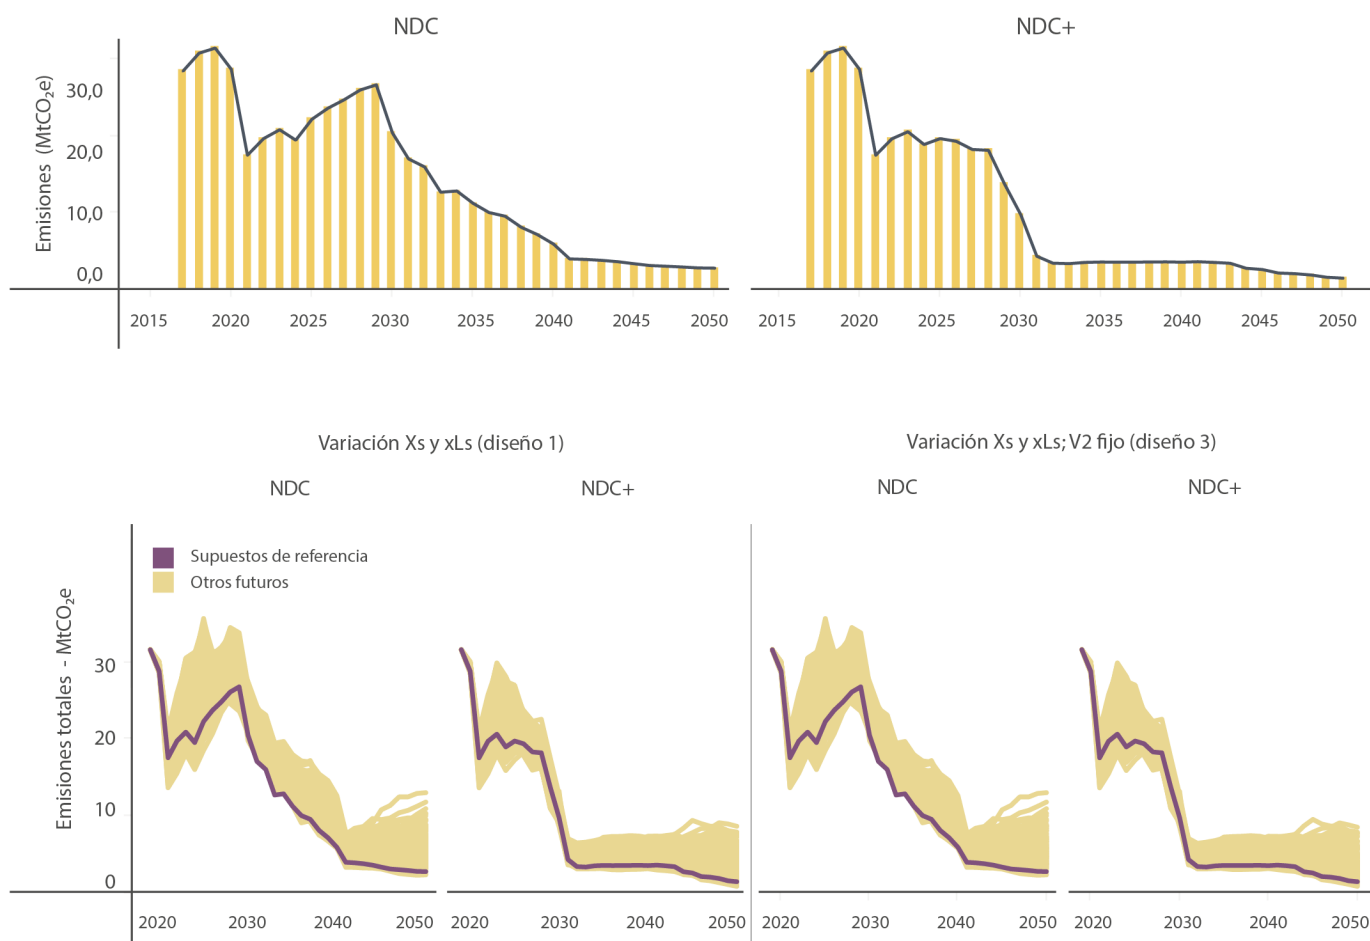 NDC
NDC+
Emisiones (MtCO₂e)
30,0
20,0
10,0
0,0
2015 2020 2025 2030 2035 2040 2045 2050
2015 2020 2025 2030 2035 2040 2045 2050
Variación Xs y xLs (diseño 1)
Variación Xs y xLs; V2 fijo (diseño 3)
NDC
NDC+
NDC
NDC+
Supuestos de referencia
Otros futuros
Emisiones totales - MtCO₂e
30
20
10
0
2020 2030 2040 2050
2020 2030 2040 2050
2020 2030 2040 2050
2020 2030 2040 2050